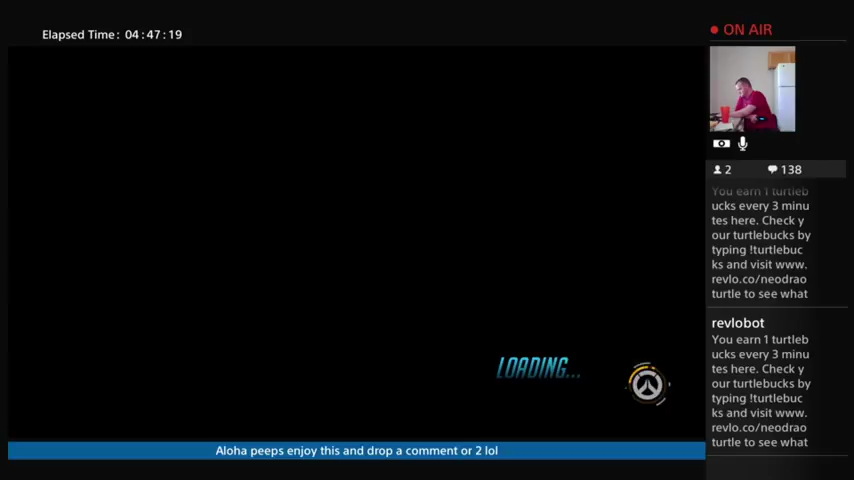 Elapsed Time: 04:47:19
ON AIR
2
138
You earn 1 turtleb
ucks every 3 minu
tes here. Check y
our turtlebucks by
typing !turtlebuc
ks and visit www.
revlo.co/neodrao
turtle to see what
revlobot
You earn 1 turtleb
ucks every 3 minu
tes here. Check y
our turtlebucks by
typing !turtlebuc
ks and visit www.
revlo.co/neodrao
turtle to see what
LOADING...
Aloha peeps enjoy this and drop a comment or 2 lol